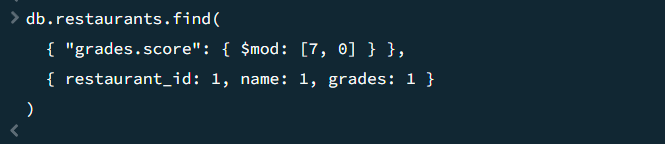 > db.restaurants.find(
{ "grades.score": { $mod: [7, 0] } },
{ restaurant_id: 1, name: 1, grades: 1 }
)
<